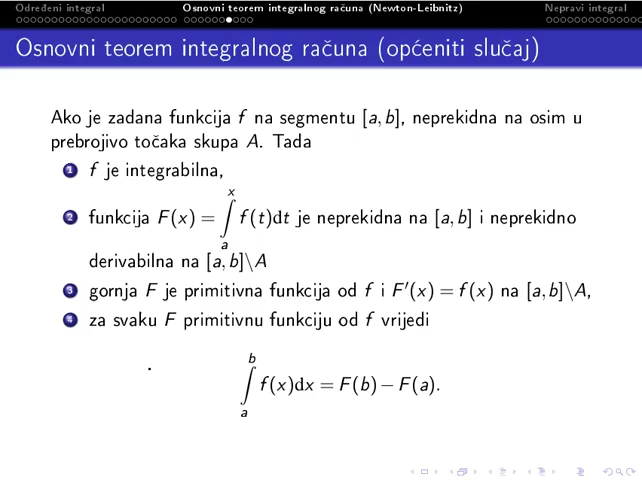 Određeni integral Osnovni teorem integralnog računa (Newton-Leibnitz) Nepravi integral
Osnovni teorem integralnog računa (općeniti slučaj)
Ako je zadana funkcija f na segmentu [a, b], neprekidna na osim u
prebrojivo točaka skupa A. Tada
1 f je integrabilna,
2 funkcija F(x) = ∫ₐˣ f(t)dt je neprekidna na [a, b] i neprekidno
derivabilna na [a, b]\A
3 gornja F je primitivna funkcija od f i F′(x) = f(x) na [a, b]\A,
4 za svaku F primitivnu funkciju od f vrijedi
. ∫ₐᵇ f(x)dx = F(b) − F(a).